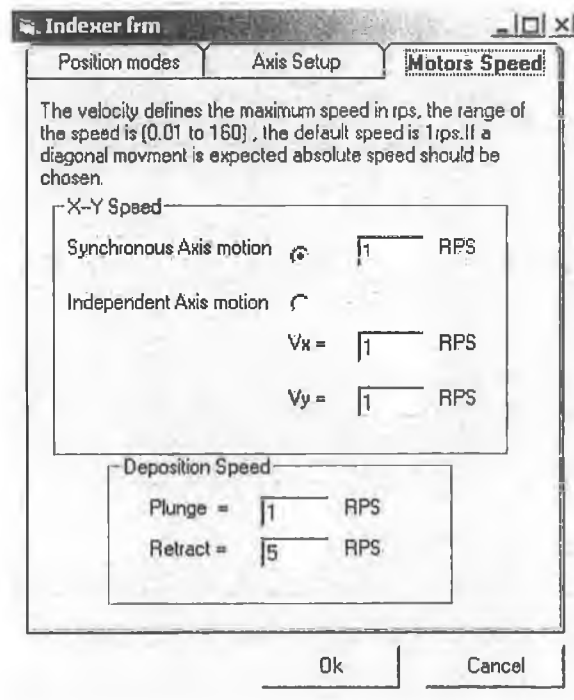 Indexer frm
Position modes Axis Setup Motors Speed
The velocity defines the maximum speed in rps, the range of
the speed is (0.01 to 160) , the default speed is 1rps.If a
diagonal movment is expected absolute speed should be
chosen.
X-Y Speed
Synchronous Axis motion 1 RPS
Independent Axis motion
Vx = 1 RPS
Vy = 1 RPS
Deposition Speed
Plunge = 1 RPS
Retract = 5 RPS
Ok Cancel